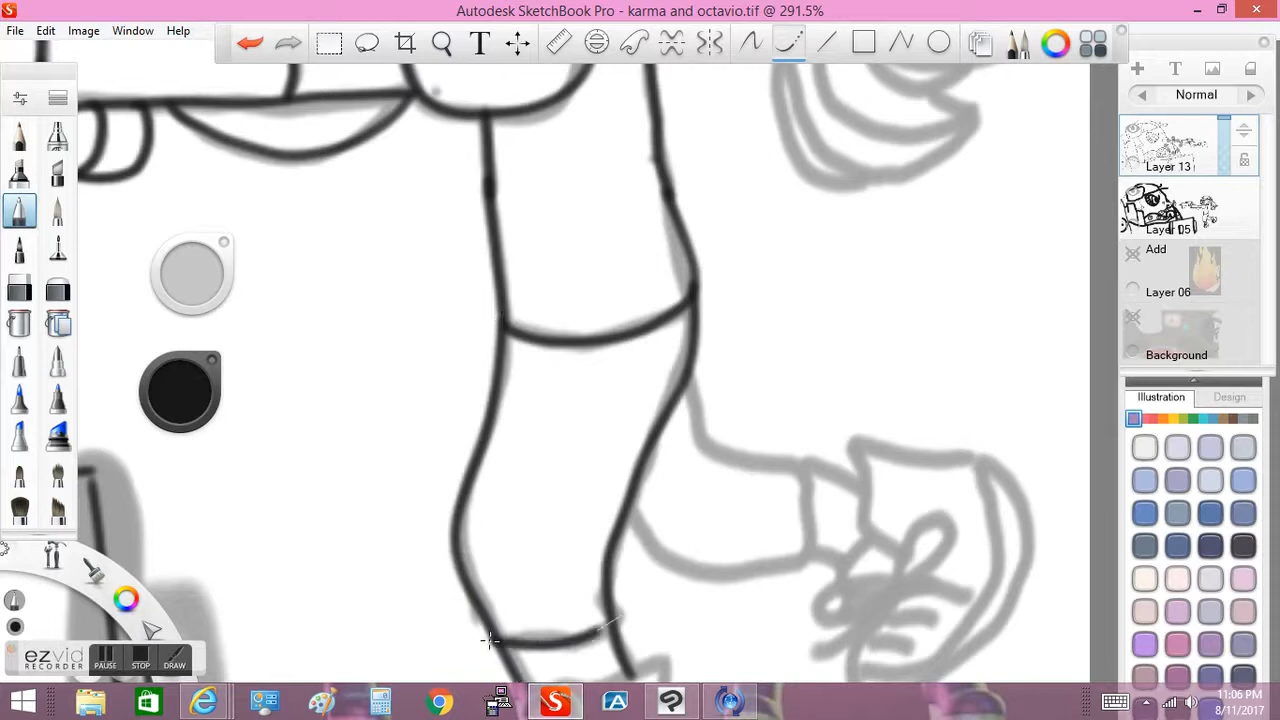 Autodesk SketchBook Pro - karma and octavio.tif @ 291.5%
File Edit Image Window Help
T
T
Normal
Layer 13
Layer 05
Add
Layer 06
Background
Illustration Design
ezvid
RECORDER
PAUSE STOP DRAW
11:06 PM
8/11/2017